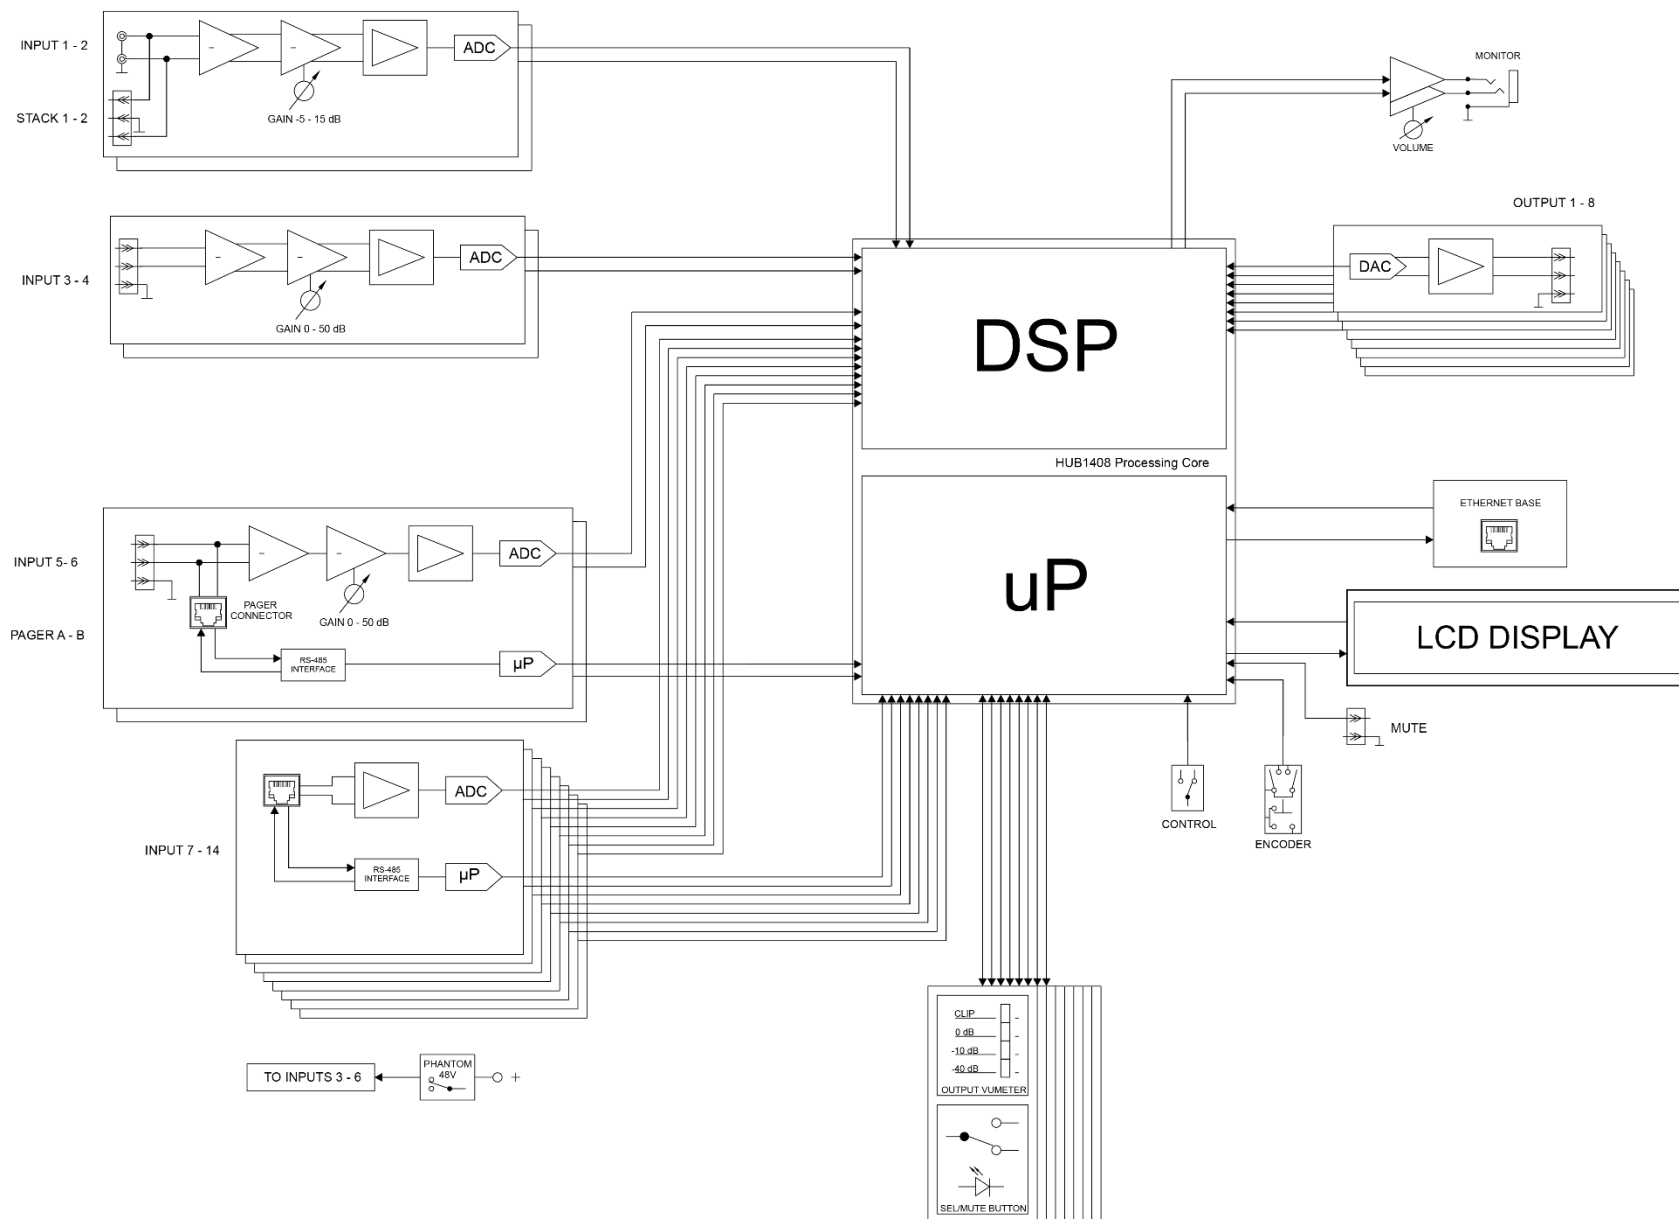 INPUT 1 - 2
ADC
STACK 1 - 2
GAIN -5 - 15 dB
MONITOR
VOLUME
OUTPUT 1 - 8
INPUT 3 - 4
ADC
GAIN 0 - 50 dB
DAC
DSP
HUB1408 Processing Core
uP
INPUT 5- 6
ADC
PAGER
CONNECTOR
GAIN 0 - 50 dB
PAGER A - B
RS-485
INTERFACE
µP
ETHERNET BASE
LCD DISPLAY
MUTE
CONTROL
ENCODER
INPUT 7 - 14
ADC
RS-485
INTERFACE
µP
TO INPUTS 3 - 6
PHANTOM
48V
+
CLIP
0 dB
-10 dB
-40 dB
OUTPUT VUMETER
SEL/MUTE BUTTON